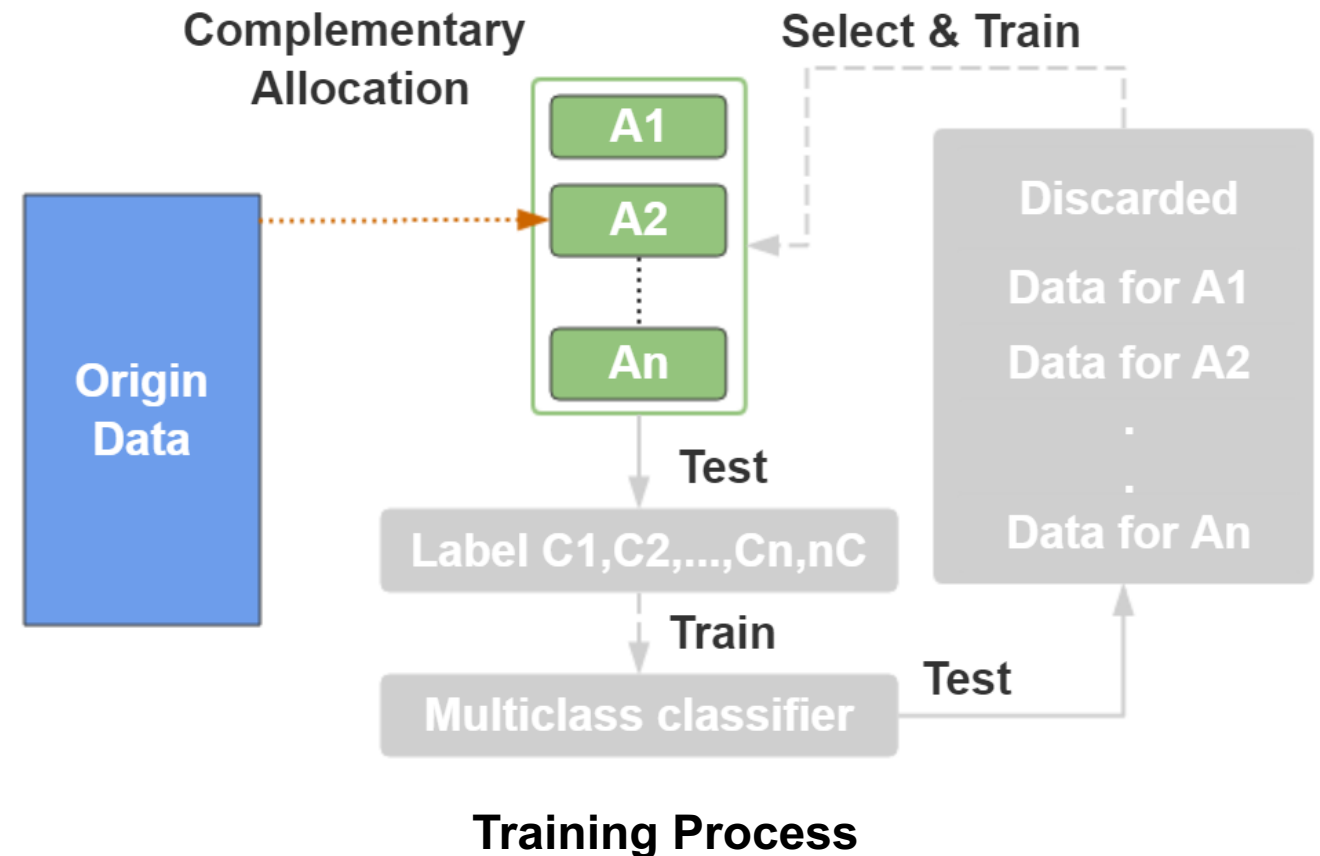 Complementary
Allocation
Select & Train
A1
A2
An
Origin
Data
Discarded
Data for A1
Data for A2
.
.
Data for An
Test
Label C1,C2,...,Cn,nC
Train
Multiclass classifier
Test
Training Process